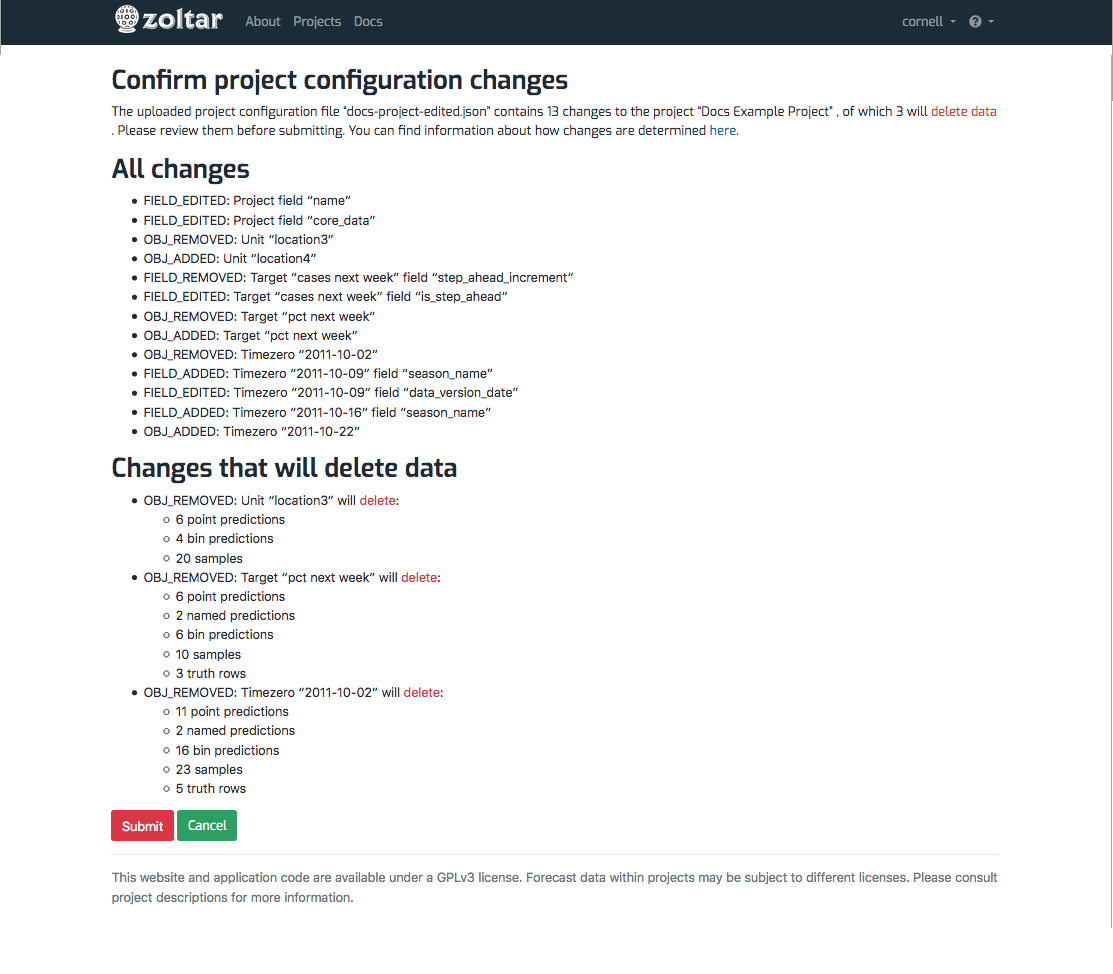 zoltar About Projects Docs cornell
Confirm project configuration changes
The uploaded project configuration file “docs-project-edited.json” contains 13 changes to the project “Docs Example Project” , of which 3 will delete data
. Please review them before submitting. You can find information about how changes are determined here.
All changes
• FIELD_EDITED: Project field “name”
• FIELD_EDITED: Project field “core_data”
• OBJ_REMOVED: Unit “location3”
• OBJ_ADDED: Unit “location4”
• FIELD_REMOVED: Target “cases next week” field “step_ahead_increment”
• FIELD_EDITED: Target “cases next week” field “is_step_ahead”
• OBJ_REMOVED: Target “pct next week”
• OBJ_ADDED: Target “pct next week”
• OBJ_REMOVED: Timezero “2011-10-02”
• FIELD_ADDED: Timezero “2011-10-09” field “season_name”
• FIELD_EDITED: Timezero “2011-10-09” field “data_version_date”
• FIELD_ADDED: Timezero “2011-10-16” field “season_name”
• OBJ_ADDED: Timezero “2011-10-22”
Changes that will delete data
• OBJ_REMOVED: Unit “location3” will delete:
○ 6 point predictions
○ 4 bin predictions
○ 20 samples
• OBJ_REMOVED: Target “pct next week” will delete:
○ 6 point predictions
○ 2 named predictions
○ 6 bin predictions
○ 10 samples
○ 3 truth rows
• OBJ_REMOVED: Timezero “2011-10-02” will delete:
○ 11 point predictions
○ 2 named predictions
○ 16 bin predictions
○ 23 samples
○ 5 truth rows
Submit Cancel
This website and application code are available under a GPLv3 license. Forecast data within projects may be subject to different licenses. Please consult
project descriptions for more information.